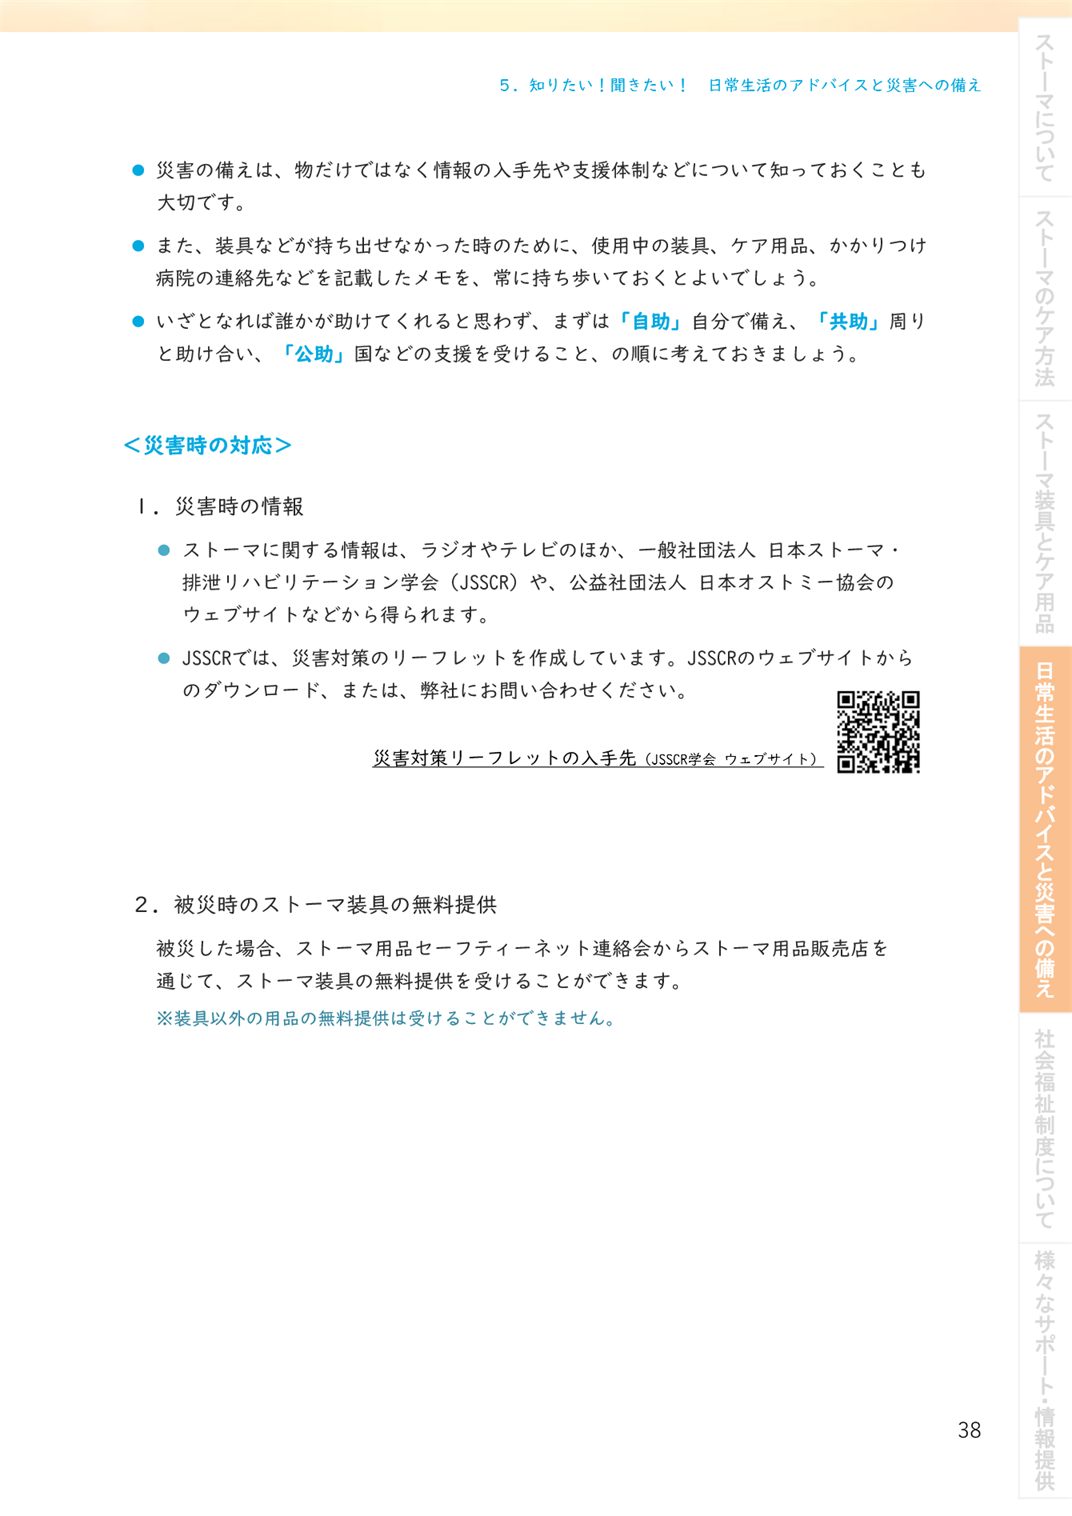 5．知りたい！聞きたい！　日常生活のアドバイスと災害への備え
● 災害の備えは、物だけではなく情報の入手先や支援体制などについて知っておくことも
大切です。
● また、装具などが持ち出せなかった時のために、使用中の装具、ケア用品、かかりつけ
病院の連絡先などを記載したメモを、常に持ち歩いておくとよいでしょう。
● いざとなれば誰かが助けてくれると思わず、まずは「自助」自分で備え、「共助」周り
と助け合い、「公助」国などの支援を受けること、の順に考えておきましょう。
＜災害時の対応＞
1．災害時の情報
● ストーマに関する情報は、ラジオやテレビのほか、一般社団法人 日本ストーマ・
排泄リハビリテーション学会（JSSCR）や、公益社団法人 日本オストミー協会の
ウェブサイトなどから得られます。
● JSSCRでは、災害対策のリーフレットを作成しています。JSSCRのウェブサイトから
のダウンロード、または、弊社にお問い合わせください。
災害対策リーフレットの入手先（JSSCR学会 ウェブサイト）
2．被災時のストーマ装具の無料提供
被災した場合、ストーマ用品セーフティーネット連絡会からストーマ用品販売店を
通じて、ストーマ装具の無料提供を受けることができます。
※装具以外の用品の無料提供は受けることができません。
38
ストーマについて
ストーマのケア方法
ストーマ装具とケア用品
日常生活のアドバイスと災害への備え
社会福祉制度について
様々なサポート・情報提供